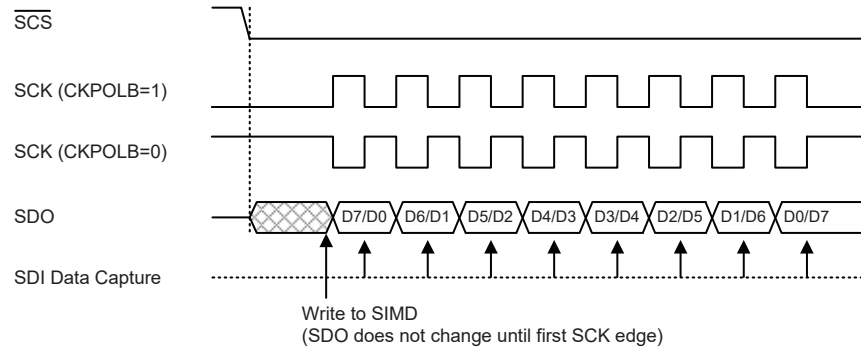 SCS
SCK (CKPOLB=1)
SCK (CKPOLB=0)
SDO D7/D0 D6/D1 D5/D2 D4/D3 D3/D4 D2/D5 D1/D6 D0/D7
SDI Data Capture
Write to SIMD
(SDO does not change until first SCK edge)